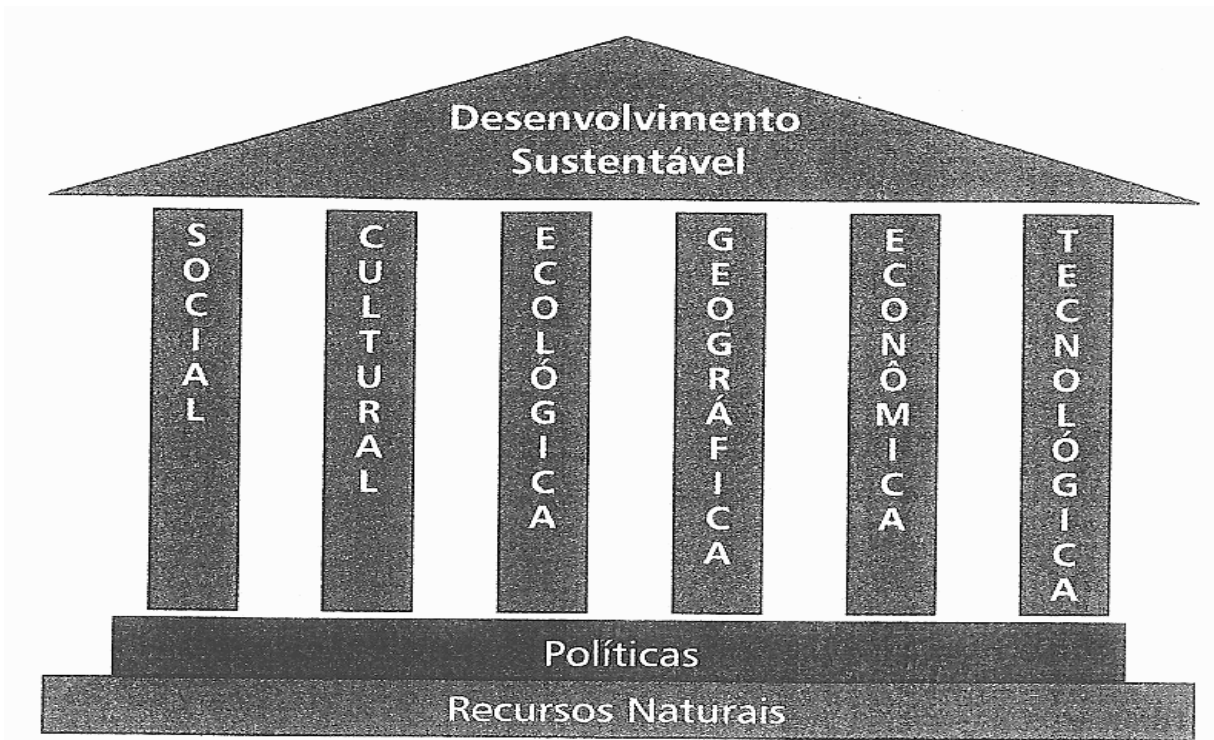 Desenvolvimento
Sustentável
SOCIAL
CULTURAL
ECOLÓGICA
GEOGRÁFICA
ECONÔMICA
TECNOLÓGICA
Políticas
Recursos Naturais